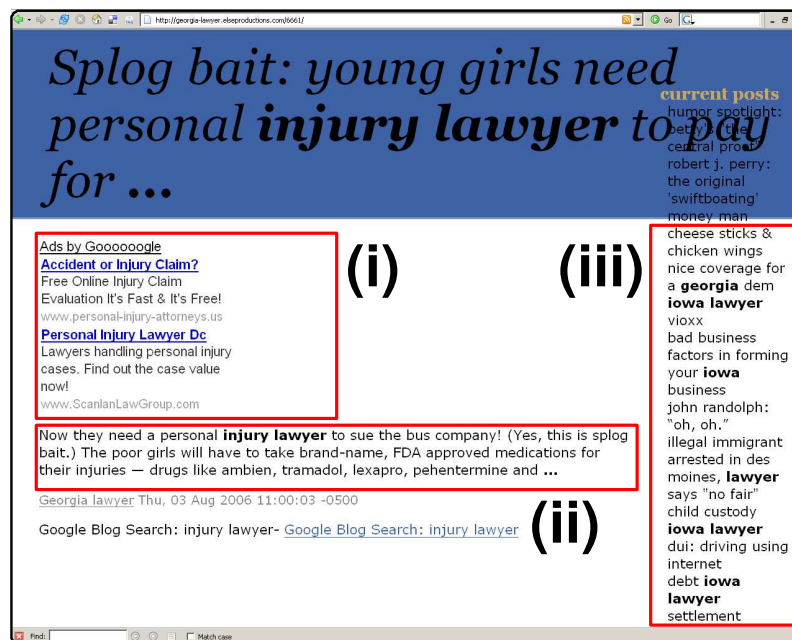 http://georgia-lawyer.elseproductions.com/6661/
Go
Splog bait: young girls need
personal injury lawyer to pay
for ...
current posts
humor spotlight:
betty's "the
central proof"
robert j. perry:
the original
'swiftboating'
money man
cheese sticks &
chicken wings
nice coverage for
a georgia dem
iowa lawyer
vioxx
bad business
factors in forming
your iowa
business
john randolph:
"oh, oh."
illegal immigrant
arrested in des
moines, lawyer
says "no fair"
child custody
iowa lawyer
dui: driving using
internet
debt iowa
lawyer
settlement
(iii)
Ads by Goooooogle
Accident or Injury Claim?
Free Online Injury Claim
Evaluation It's Fast & It's Free!
www.personal-injury-attorneys.us
Personal Injury Lawyer Dc
Lawyers handling personal injury
cases. Find out the case value
now!
www.ScanlanLawGroup.com
(i)
Now they need a personal injury lawyer to sue the bus company! (Yes, this is splog
bait.) The poor girls will have to take brand-name, FDA approved medications for
their injuries — drugs like ambien, tramadol, lexapro, pehentermine and ...
Georgia lawyer Thu, 03 Aug 2006 11:00:03 -0500
Google Blog Search: injury lawyer- Google Blog Search: injury lawyer
(ii)
Find:
Match case